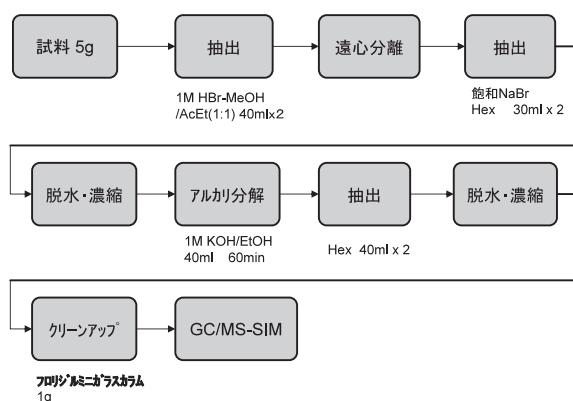 試料 5g
抽出
遠心分離
抽出
1M HBr-MeOH
/AcEt(1:1) 40ml×2
飽和NaBr
Hex 30ml x 2
脱水・濃縮
アルカリ分解
抽出
脱水・濃縮
1M KOH/EtOH
40ml 60min
Hex 40ml x 2
クリーンアップ
GC/MS-SIM
フロリジルミニガラスカラム
1g